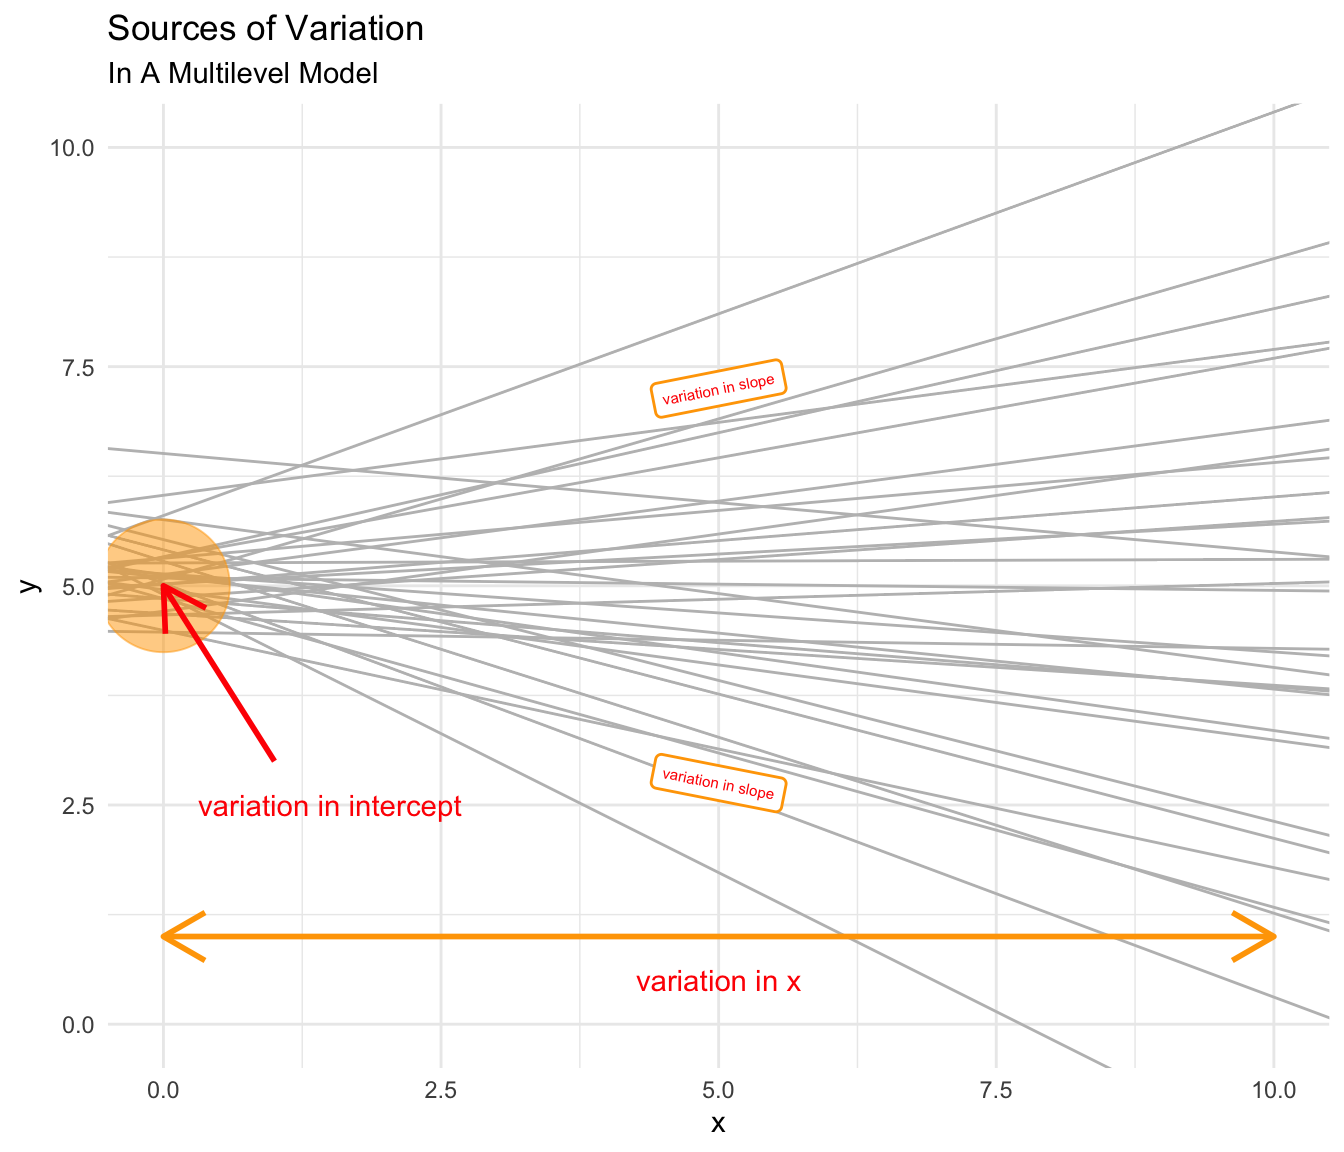 Sources of Variation
In A Multilevel Model
10.0
7.5
5.0
2.5
0.0
y
variation in slope
variation in slope
variation in intercept
variation in x
0.0 2.5 5.0 7.5 10.0
x